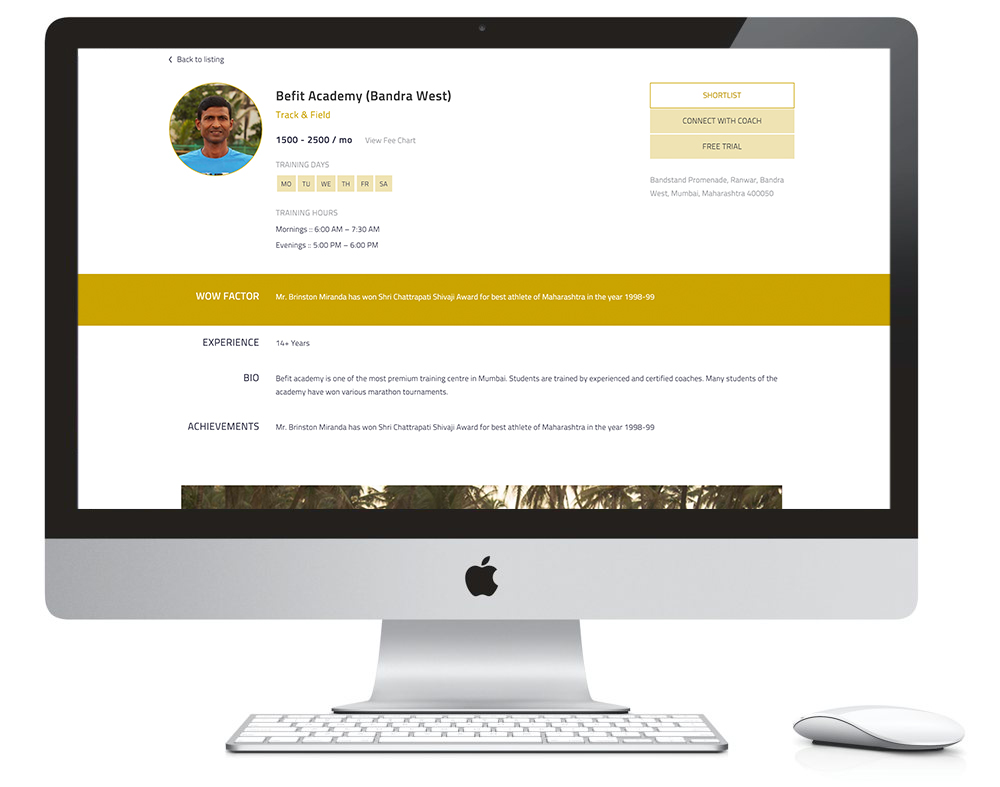 Back to listing
Befit Academy (Bandra West)
Track & Field
1500 - 2500 / mo View Fee Chart
TRAINING DAYS
MO TU WE TH FR SA
TRAINING HOURS
Mornings :: 6:00 AM – 7:30 AM
Evenings :: 5:00 PM – 6:00 PM
SHORTLIST
CONNECT WITH COACH
FREE TRIAL
Bandstand Promenade, Ranwar, Bandra
West, Mumbai, Maharashtra 400050
WOW FACTOR Mr. Brinston Miranda has won Shri Chattrapati Shivaji Award for best athlete of Maharashtra in the year 1998-99
EXPERIENCE 14+ Years
BIO Befit academy is one of the most premium training centre in Mumbai. Students are trained by experienced and certified coaches. Many students of the
academy have won various marathon tournaments.
ACHIEVEMENTS Mr. Brinston Miranda has won Shri Chattrapati Shivaji Award for best athlete of Maharashtra in the year 1998-99